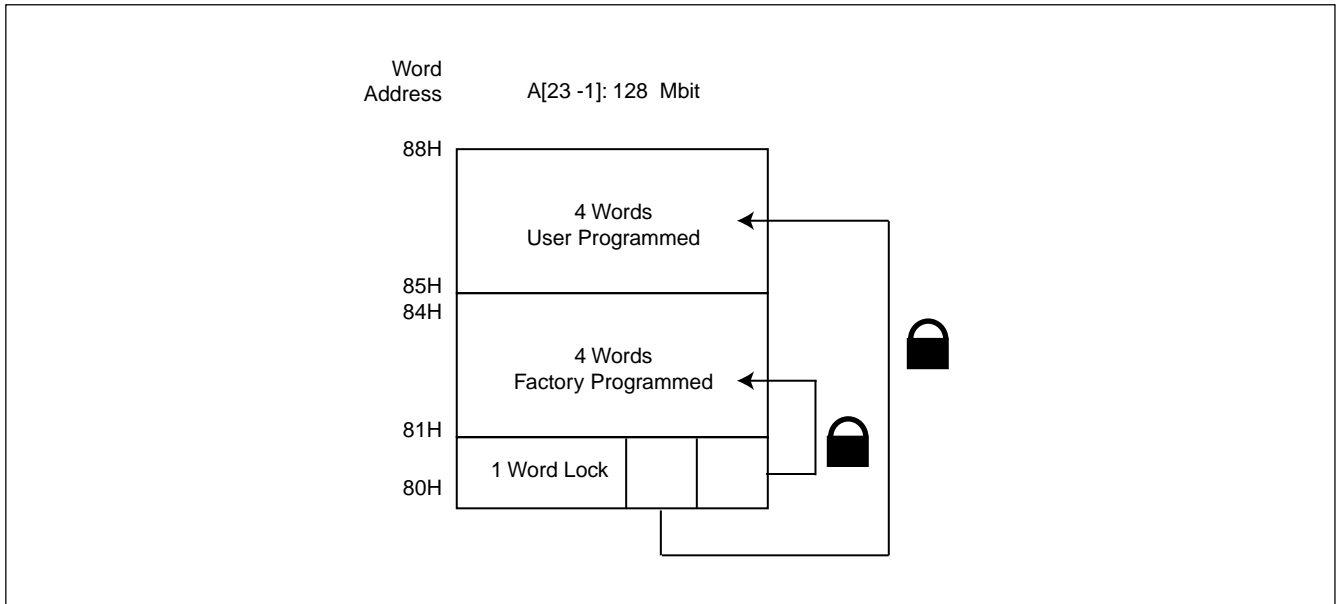 Word
Address
A[23 -1]: 128 Mbit
88H
4 Words
User Programmed
85H
84H
4 Words
Factory Programmed
81H
1 Word Lock
80H